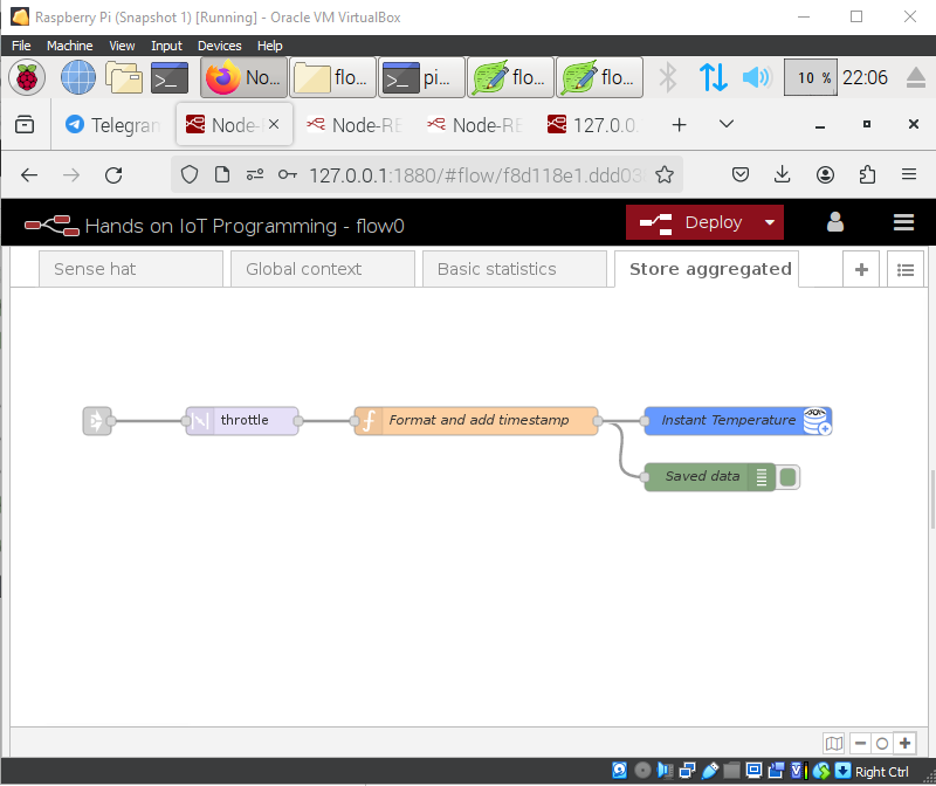 Raspberry Pi (Snapshot 1) [Running] - Oracle VM VirtualBox
File Machine View Input Devices Help
No... flo... pi... flo... flo... 10 % 22:06
Telegram Node- Node-RE Node-RE 127.0.0.
127.0.0.1:1880/#flow/f8d118e1.ddd03
Hands on IoT Programming - flow0 Deploy
Sense hat Global context Basic statistics Store aggregated
throttle Format and add timestamp Instant Temperature
Saved data
Right Ctrl